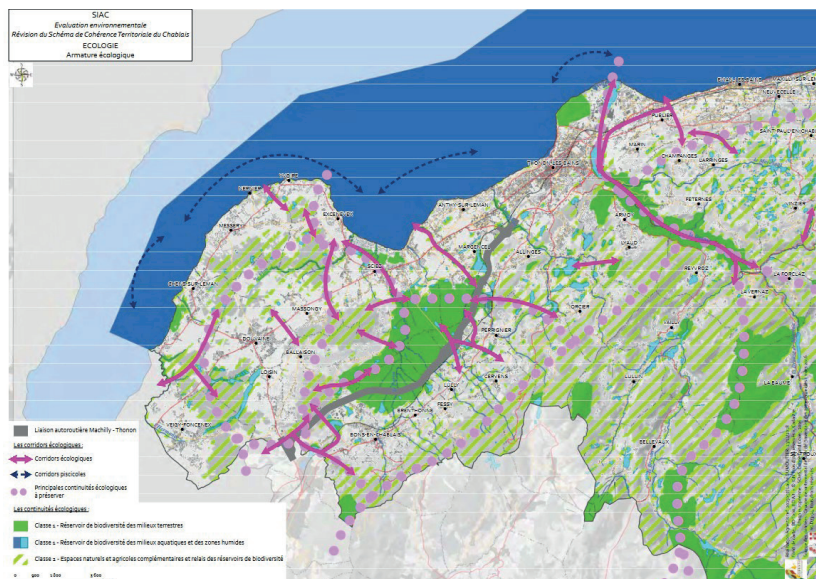 SIAC
Evaluation environnementale
Révision du Schéma de Cohérence Territoriale du Chablais
ECOLOGIE
Armature écologique
PUBLIER
NEUVECELLE
MARIN
CHAMPANGES
LARRINGES
THONON-LES-BAINS
YVOIRE
NERNIER
EXCENEVEX
ANTHY-SUR-LEMAN
FETERNES
VINZIER
MESSERY
ARMOY
LYAUD
MARGENCEL
ALLINGES
SCIEZ
REYVROZ
LA FORCLAZ
LA VERNAZ
MASSONGY
ORCIER
DOUVAINE
PERRIGNIER
VAILLY
BALLAISON
LOISIN
CERVENS
LULLIN
LA BAUME
LULLY
FESSY
BRENTHONNE
VEIGY-FONCENEX
BONS-EN-CHABLAIS
BELLEVAUX
Liaison autoroutière Machilly - Thonon
Les corridors écologiques :
Corridors écologiques
Corridors piscicoles
Principales continuités écologiques
à préserver
Les continuités écologiques :
Classe 1 - Réservoir de biodiversité des milieux terrestres
Classe 1 - Réservoir de biodiversité des milieux aquatiques et des zones humides
Classe 2 - Espaces naturels et agricoles complémentaires et relais des réservoirs de biodiversité